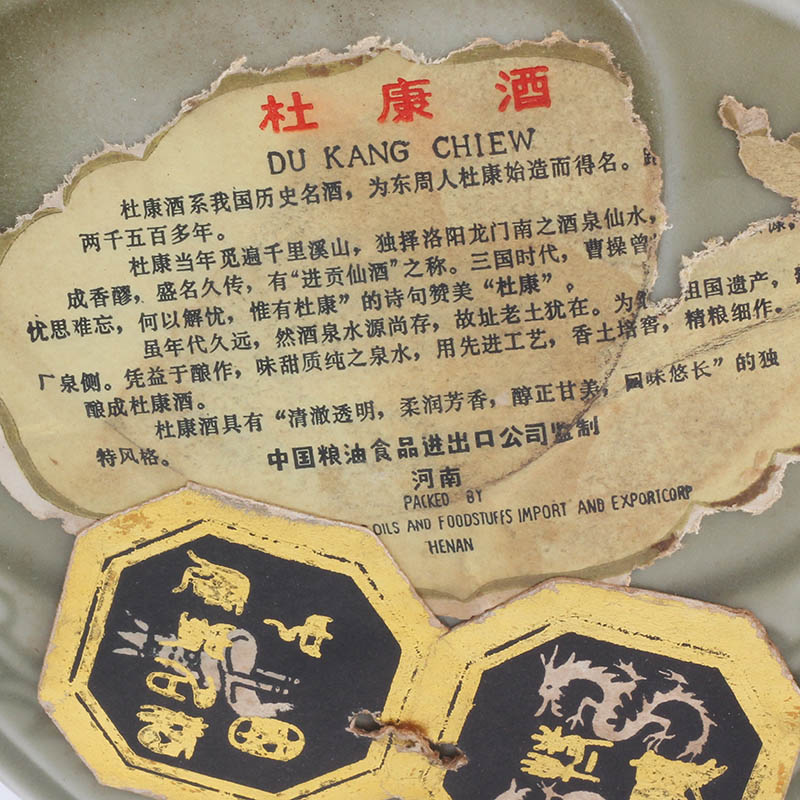 杜康酒
DU KANG CHIEW
杜康酒系我国历史名酒，为东周人杜康始造而得名。距
两千五百多年。
杜康当年觅遍千里溪山，独择洛阳龙门南之酒泉仙水，
成香醪，盛名久传，有“进贡仙酒”之称。三国时代，曹操曾
忧思难忘，何以解忧，惟有杜康”的诗句赞美“杜康”。
虽年代久远，然酒泉水源尚存，故址老土犹在。为 祖国遗产，
厂泉侧。凭益于酿作，味甜质纯之泉水，用先进工艺，香土培窖，精粮细作。
酿成杜康酒。
杜康酒具有“清澈透明，柔润芳香，醇正甘美，回味悠长”的独
特风格。
中国粮油食品进出口公司监制
河南
PACKED BY
OILS AND FOODSTUFFS IMPORT AND EXPORTCORP
HENAN
中国